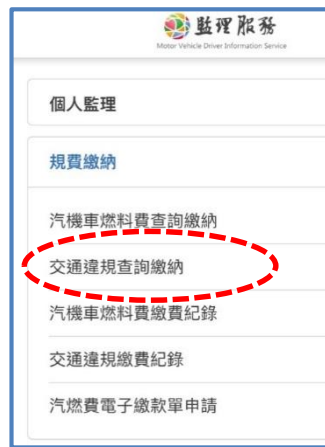 監理服務
Motor Vehicle Driver Information Service
個人監理
規費繳納
汽機車燃料費查詢繳納
交通違規查詢繳納
汽機車燃料費繳費紀錄
交通違規繳費紀錄
汽燃費電子繳款單申請